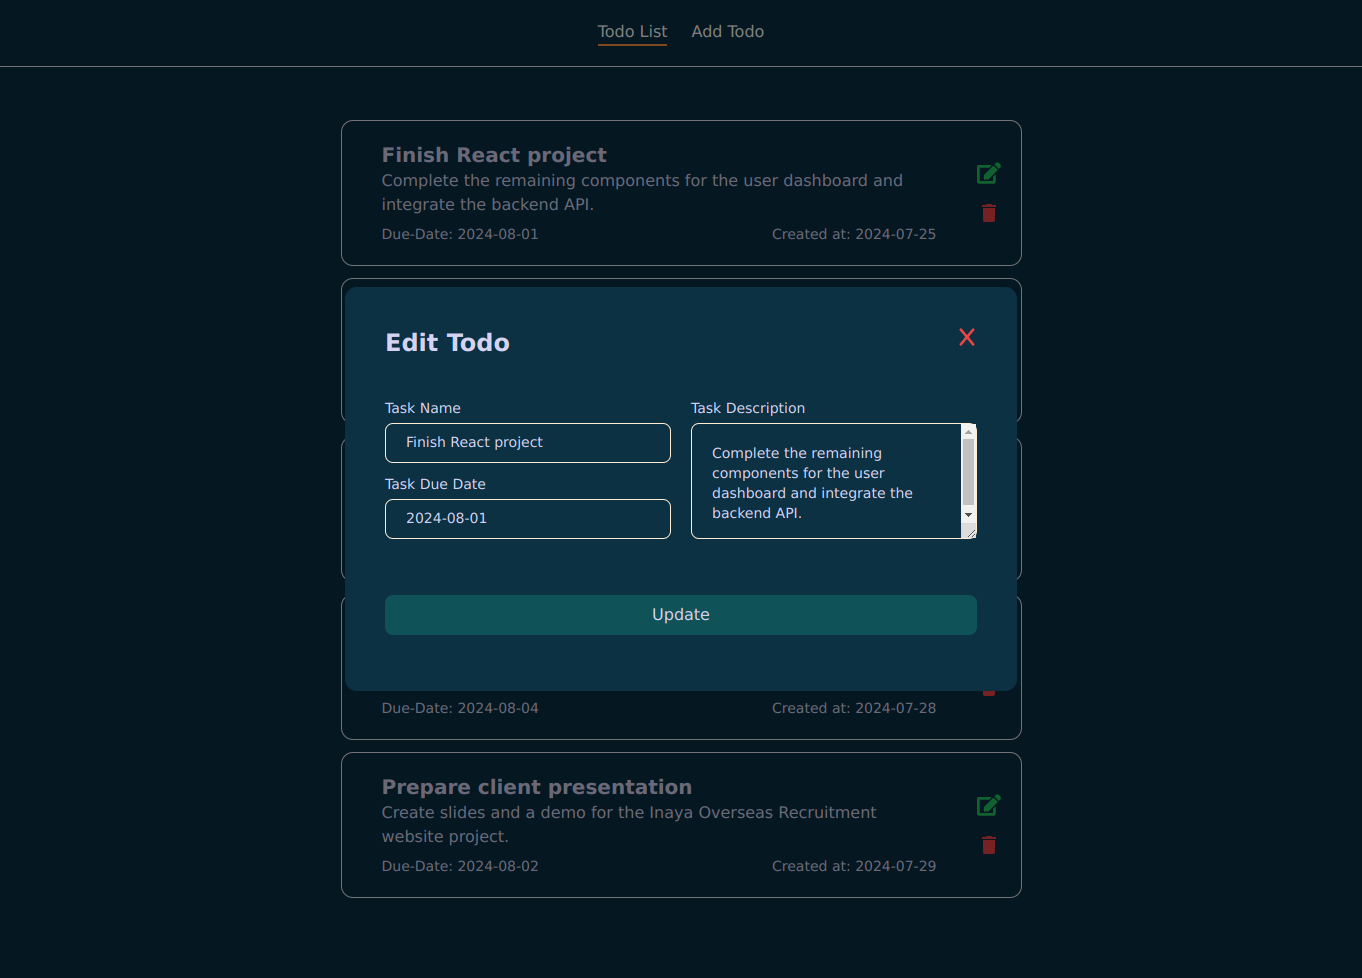 Todo List Add Todo
Finish React project
Complete the remaining components for the user dashboard and
integrate the backend API.
Due-Date: 2024-08-01 Created at: 2024-07-25
Edit Todo
Task Name
Finish React project
Task Due Date
2024-08-01
Task Description
Complete the remaining
components for the user
dashboard and integrate the
backend API.
Update
Due-Date: 2024-08-04 Created at: 2024-07-28
Prepare client presentation
Create slides and a demo for the Inaya Overseas Recruitment
website project.
Due-Date: 2024-08-02 Created at: 2024-07-29